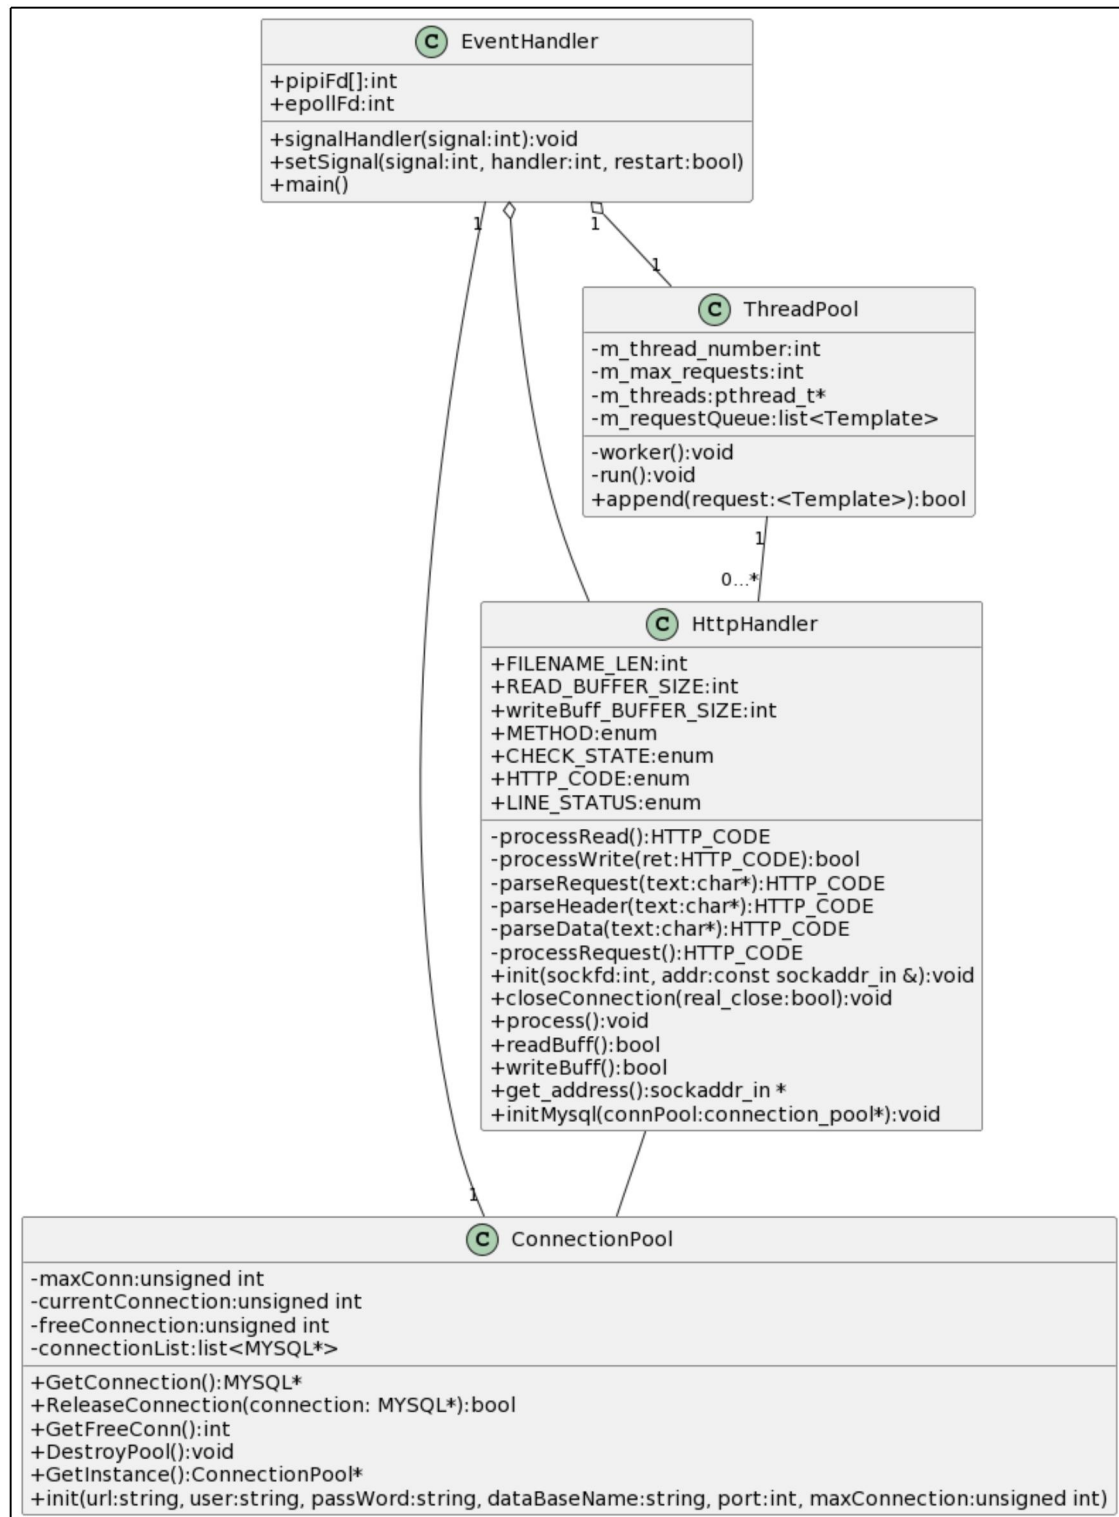 C EventHandler
+pipiFd[]:int
+epollFd:int
+signalHandler(signal:int):void
+setSignal(signal:int, handler:int, restart:bool)
+main()
1
1
1
C ThreadPool
-m_thread_number:int
-m_max_requests:int
-m_threads:pthread_t*
-m_requestQueue:list<Template>
-worker():void
-run():void
+append(request:<Template>):bool
1
0...*
C HttpHandler
+FILENAME_LEN:int
+READ_BUFFER_SIZE:int
+writeBuff_BUFFER_SIZE:int
+METHOD:enum
+CHECK_STATE:enum
+HTTP_CODE:enum
+LINE_STATUS:enum
-processRead():HTTP_CODE
-processWrite(ret:HTTP_CODE):bool
-parseRequest(text:char*):HTTP_CODE
-parseHeader(text:char*):HTTP_CODE
-parseData(text:char*):HTTP_CODE
-processRequest():HTTP_CODE
+init(sockfd:int, addr:const sockaddr_in &):void
+closeConnection(real_close:bool):void
+process():void
+readBuff():bool
+writeBuff():bool
+get_address():sockaddr_in *
+initMysql(connPool:connection_pool*):void
1
C ConnectionPool
-maxConn:unsigned int
-currentConnection:unsigned int
-freeConnection:unsigned int
-connectionList:list<MYSQL*>
+GetConnection():MYSQL*
+ReleaseConnection(connection: MYSQL*):bool
+GetFreeConn():int
+DestroyPool():void
+GetInstance():ConnectionPool*
+init(url:string, user:string, passWord:string, dataBaseName:string, port:int, maxConnection:unsigned int)